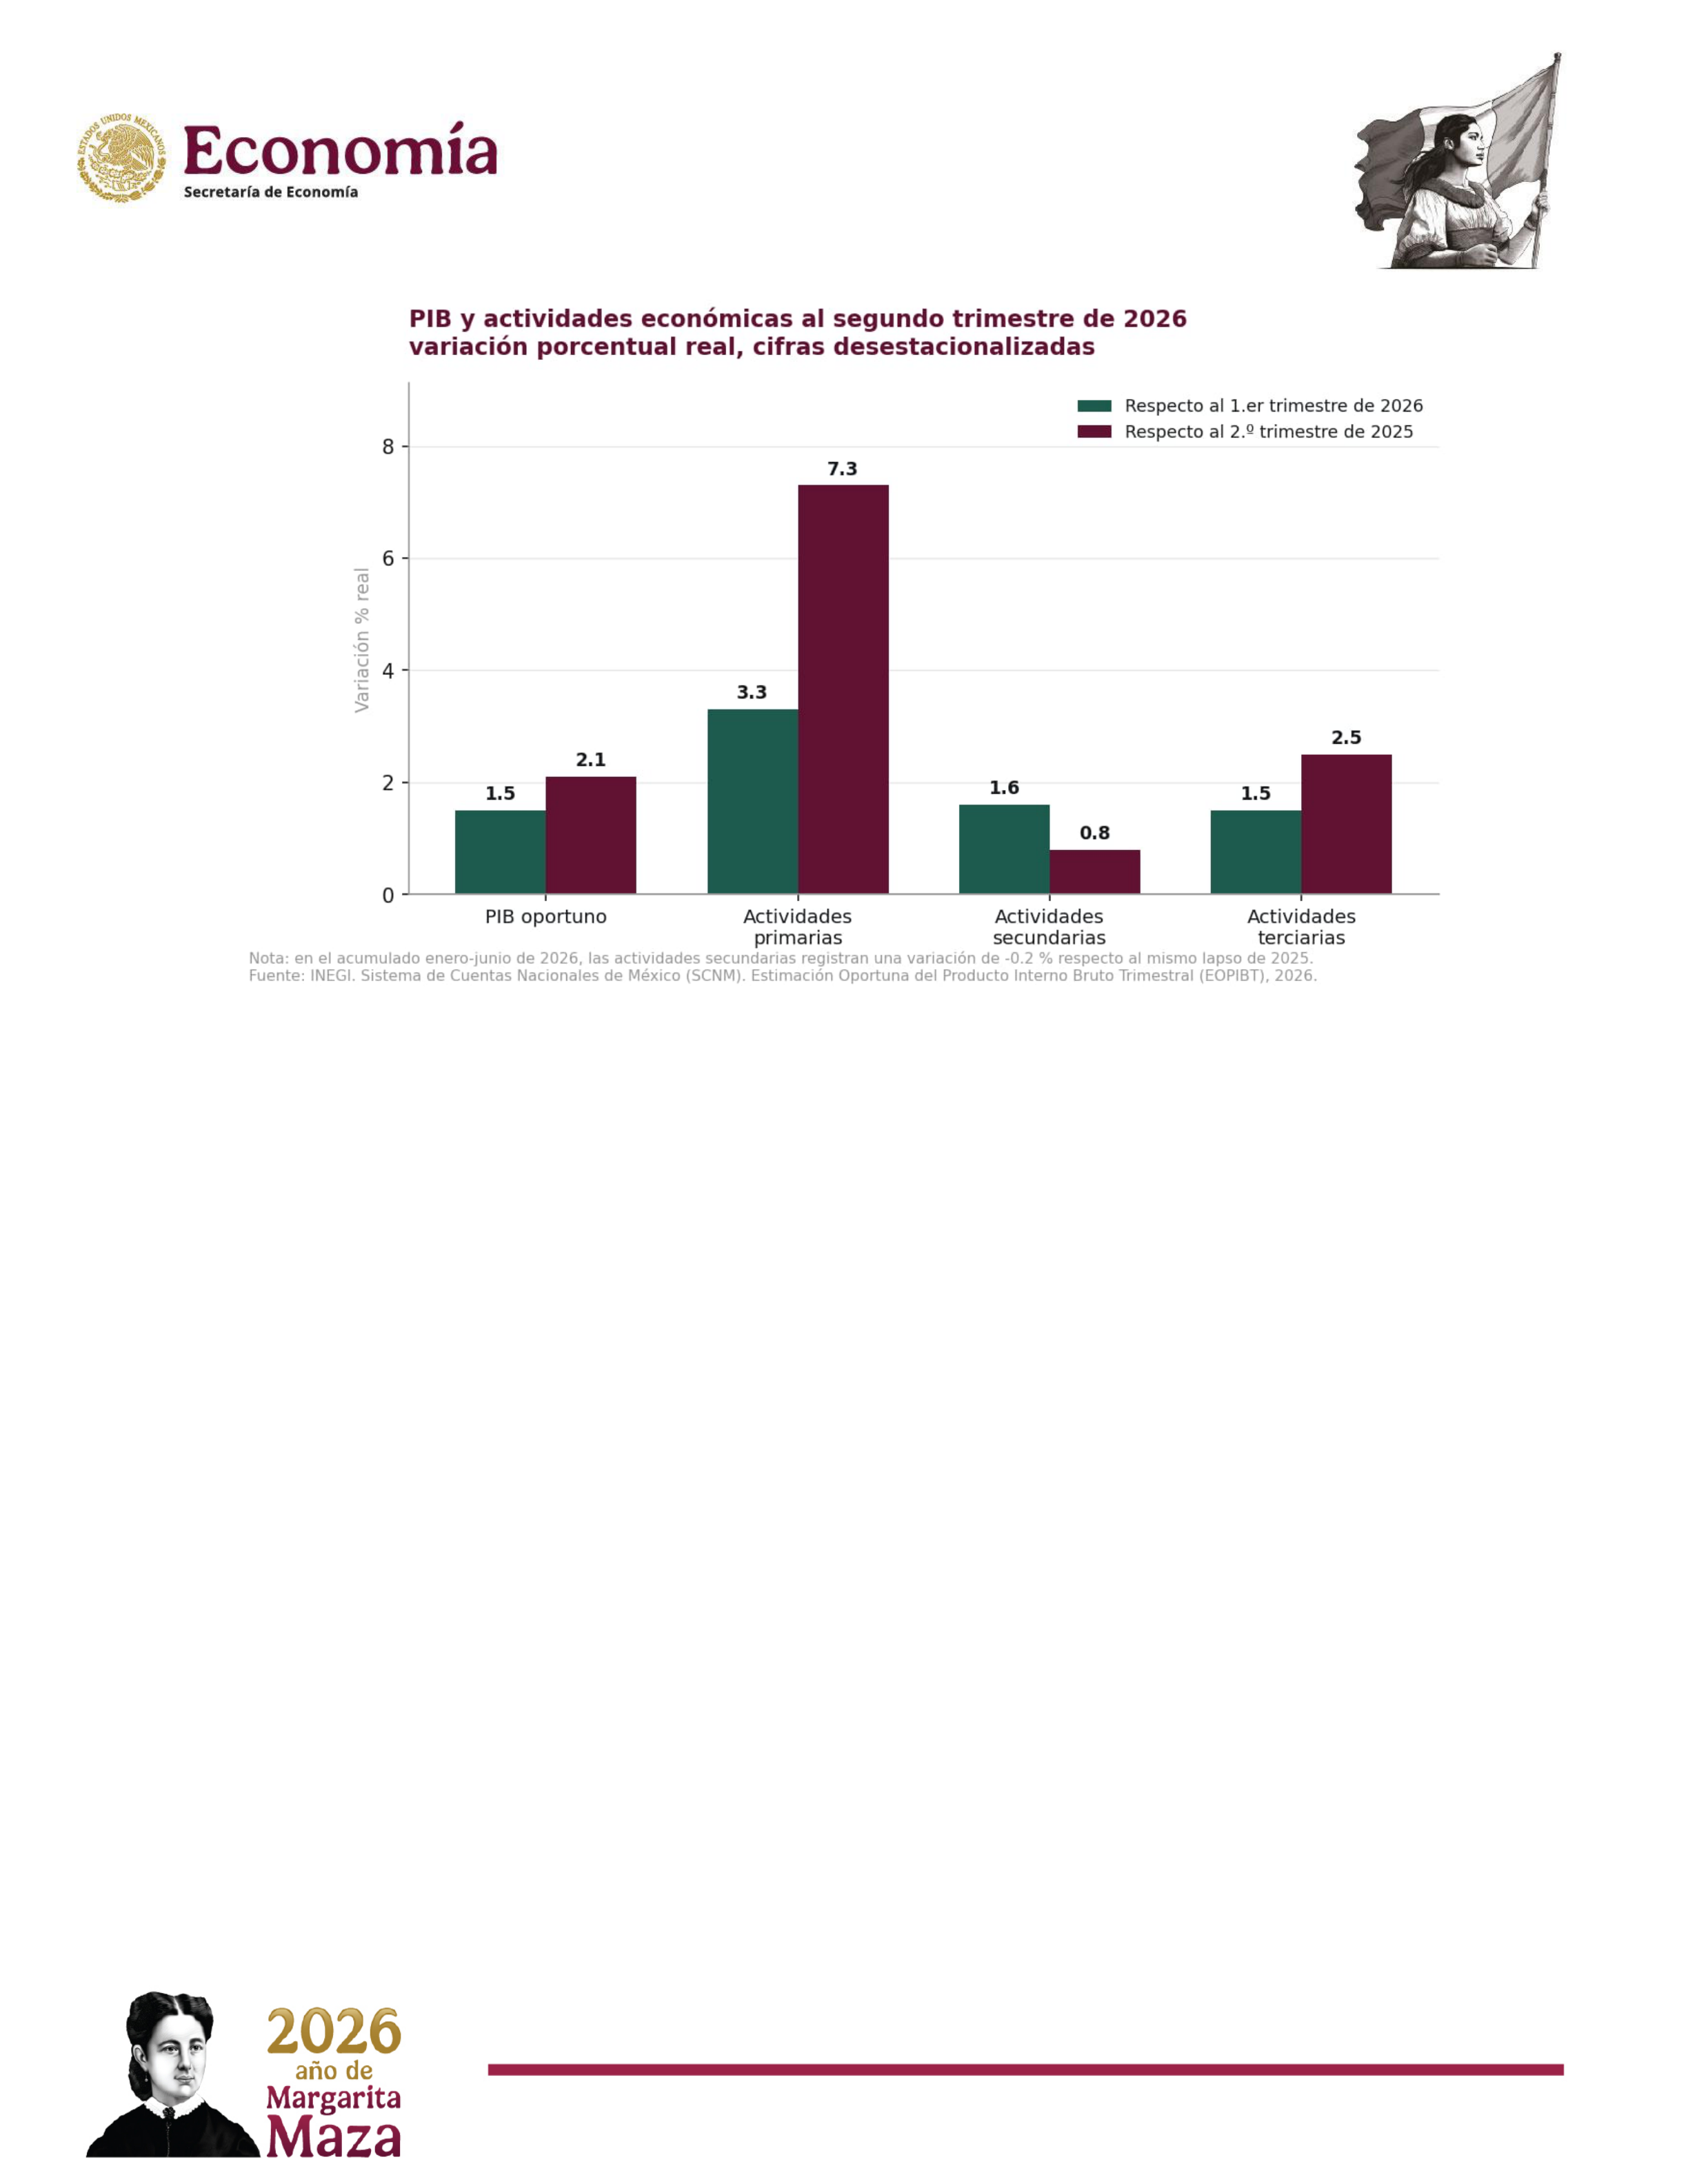 ESTADOS UNIDOS MEXICANOS
Economía
Secretaría de Economía
PIB y actividades económicas al segundo trimestre de 2026
variación porcentual real, cifras desestacionalizadas
Respecto al 1.er trimestre de 2026
Respecto al 2.º trimestre de 2025
Variación % real
8
6
4
2
0
1.5
2.1
3.3
7.3
1.6
0.8
1.5
2.5
PIB oportuno
Actividades
primarias
Actividades
secundarias
Actividades
terciarias
Nota: en el acumulado enero-junio de 2026, las actividades secundarias registran una variación de -0.2 % respecto al mismo lapso de 2025.
Fuente: INEGI. Sistema de Cuentas Nacionales de México (SCNM). Estimación Oportuna del Producto Interno Bruto Trimestral (EOPIBT), 2026.
2026
año de
Margarita
Maza